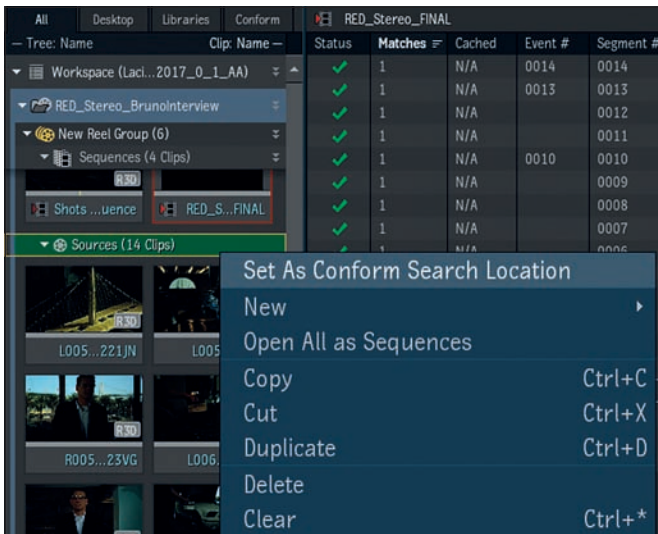 All Desktop Libraries Conform
– Tree: Name Clip: Name –
Workspace (Laci...2017_0_1_AA)
RED_Stereo_BrunoInterview
New Reel Group (6)
Sequences (4 Clips)
R3D
Shots ...uence RED_S...FINAL
Sources (14 Clips)
R3D
L005...221JN L005
R3D
R005...23VG L006.
RED_Stereo_FINAL
Status Matches Cached Event # Segment #
1 N/A 0014 0014
1 N/A 0013 0013
1 N/A 0012
1 N/A 0011
1 N/A 0010 0010
1 N/A 0009
1 N/A 0008
1 N/A 0007
1 N/A 0006
Set As Conform Search Location
New
Open All as Sequences
Copy Ctrl+C
Cut Ctrl+X
Duplicate Ctrl+D
Delete
Clear Ctrl+*